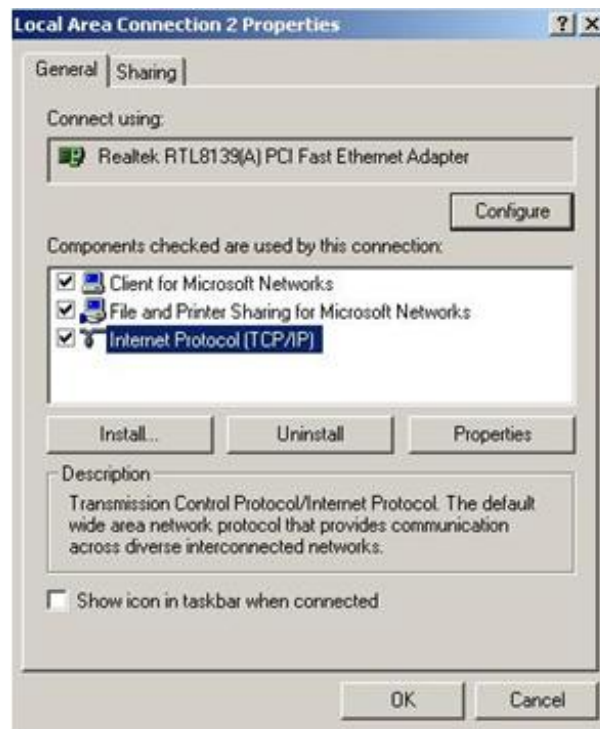 Local Area Connection 2 Properties
General Sharing
Connect using:
Realtek RTL8139(A) PCI Fast Ethernet Adapter
Configure
Components checked are used by this connection:
Client for Microsoft Networks
File and Printer Sharing for Microsoft Networks
Internet Protocol (TCP/IP)
Install... Uninstall Properties
Description
Transmission Control Protocol/Internet Protocol. The default
wide area network protocol that provides communication
across diverse interconnected networks.
Show icon in taskbar when connected
OK Cancel